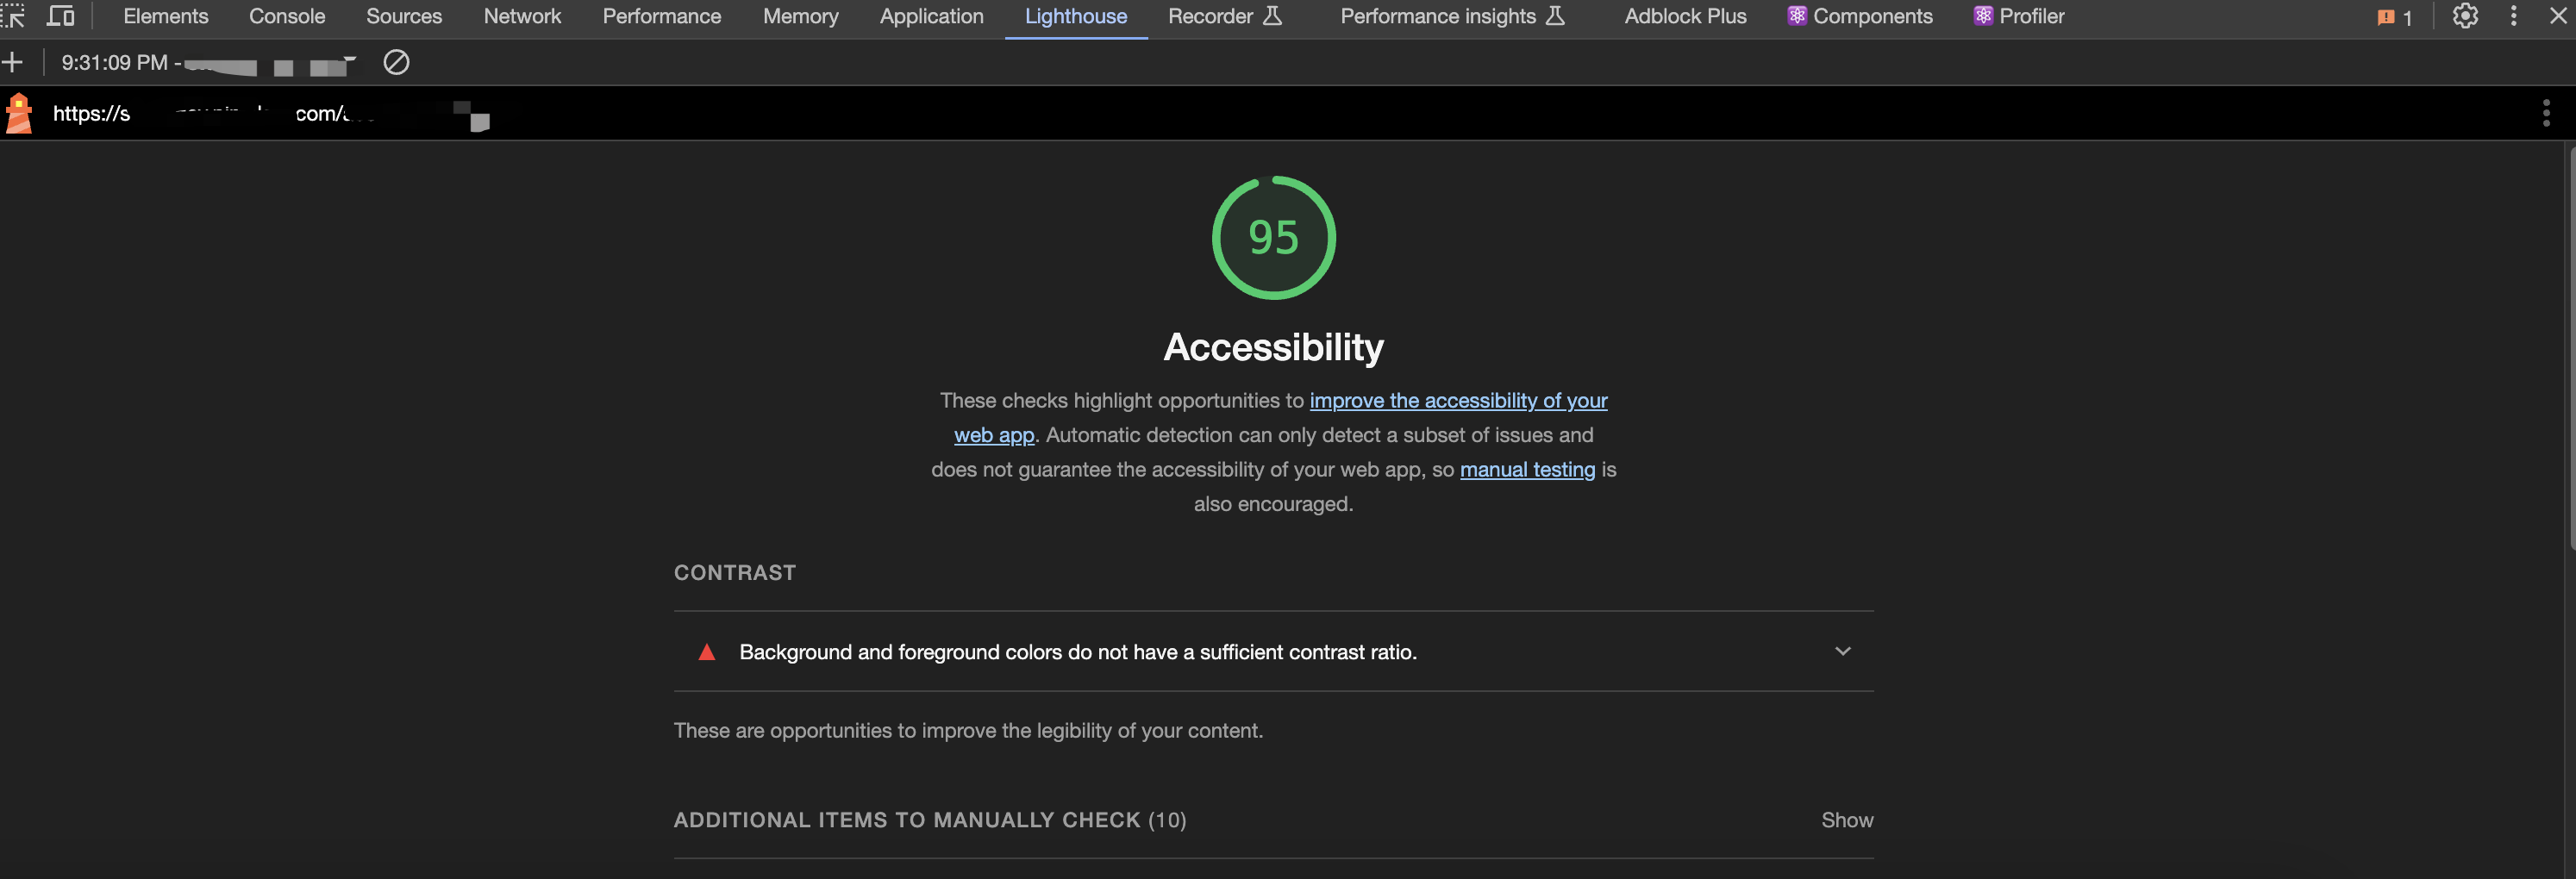 Elements Console Sources Network Performance Memory Application Lighthouse Recorder Performance insights Adblock Plus Components Profiler 1
9:31:09 PM -
https://s com/
95
Accessibility
These checks highlight opportunities to improve the accessibility of your
web app. Automatic detection can only detect a subset of issues and
does not guarantee the accessibility of your web app, so manual testing is
also encouraged.
CONTRAST
Background and foreground colors do not have a sufficient contrast ratio.
These are opportunities to improve the legibility of your content.
ADDITIONAL ITEMS TO MANUALLY CHECK (10) Show